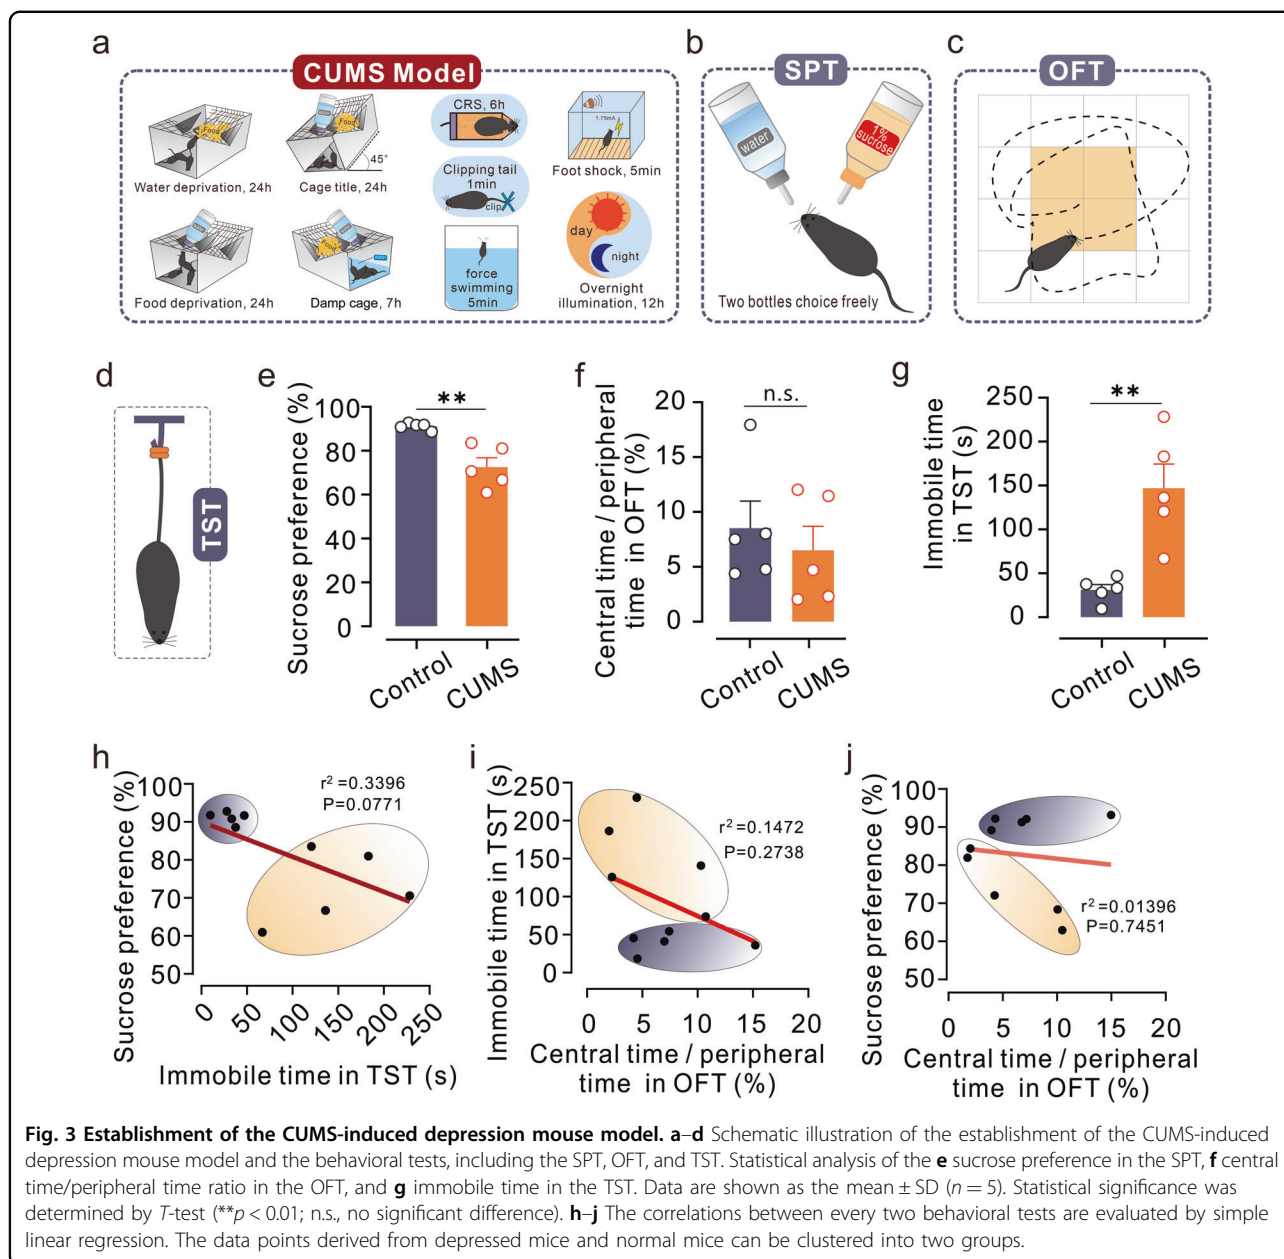 a
CUMS Model
Food
Water deprivation, 24h
Food
45°
Cage title, 24h
CRS, 6h
1.75mA
Foot shock, 5min
Clipping tail
1min
clip
Food deprivation, 24h
Food
Damp cage, 7h
force
swimming
5min
day
night
Overnight
illumination, 12h
b
SPT
water
1%
sucrose
Two bottles choice freely
c
OFT
d
TST
e
Sucrose preference (%)
100
80
60
40
20
0
**
Control
CUMS
f
Central time / peripheral
time in OFT (%)
20
15
10
5
0
n.s.
Control
CUMS
g
Immobile time
in TST (s)
250
200
150
100
50
0
**
Control
CUMS
h
Sucrose preference (%)
100
90
80
70
60
50
r² =0.3396
P=0.0771
0
50
100
150
200
250
Immobile time in TST (s)
i
Immobile time in TST (s)
250
200
150
100
50
0
r² =0.1472
P=0.2738
0 5 10 15 20
Central time / peripheral
time in OFT (%)
j
Sucrose preference (%)
100
90
80
70
60
50
r² =0.01396
P=0.7451
0 5 10 15 20
Central time / peripheral
time in OFT (%)
Fig. 3 Establishment of the CUMS-induced depression mouse model. a–d Schematic illustration of the establishment of the CUMS-induced
depression mouse model and the behavioral tests, including the SPT, OFT, and TST. Statistical analysis of the e sucrose preference in the SPT, f central
time/peripheral time ratio in the OFT, and g immobile time in the TST. Data are shown as the mean ± SD (n = 5). Statistical significance was
determined by T-test (**p < 0.01; n.s., no significant difference). h–j The correlations between every two behavioral tests are evaluated by simple
linear regression. The data points derived from depressed mice and normal mice can be clustered into two groups.